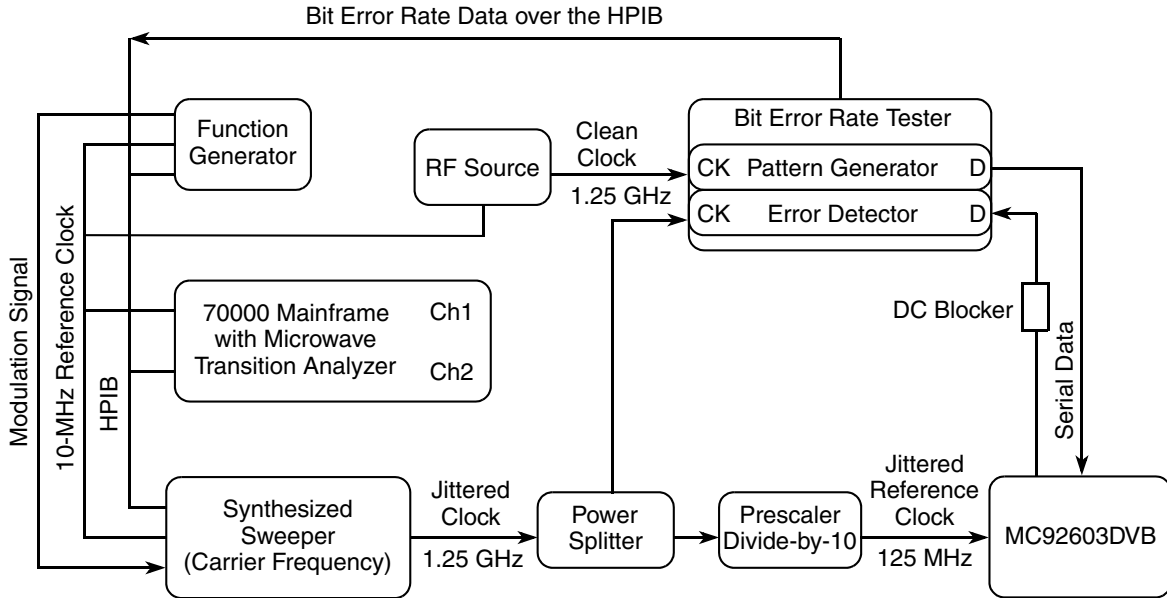 Bit Error Rate Data over the HPIB
Function
Generator
RF Source
Clean
Clock
1.25 GHz
Bit Error Rate Tester
CK Pattern Generator D
CK Error Detector D
Modulation Signal
10-MHz Reference Clock
HPIB
70000 Mainframe
with Microwave
Transition Analyzer
Ch1
Ch2
DC Blocker
Serial Data
Synthesized
Sweeper
(Carrier Frequency)
Jittered
Clock
1.25 GHz
Power
Splitter
Prescaler
Divide-by-10
Jittered
Reference
Clock
125 MHz
MC92603DVB